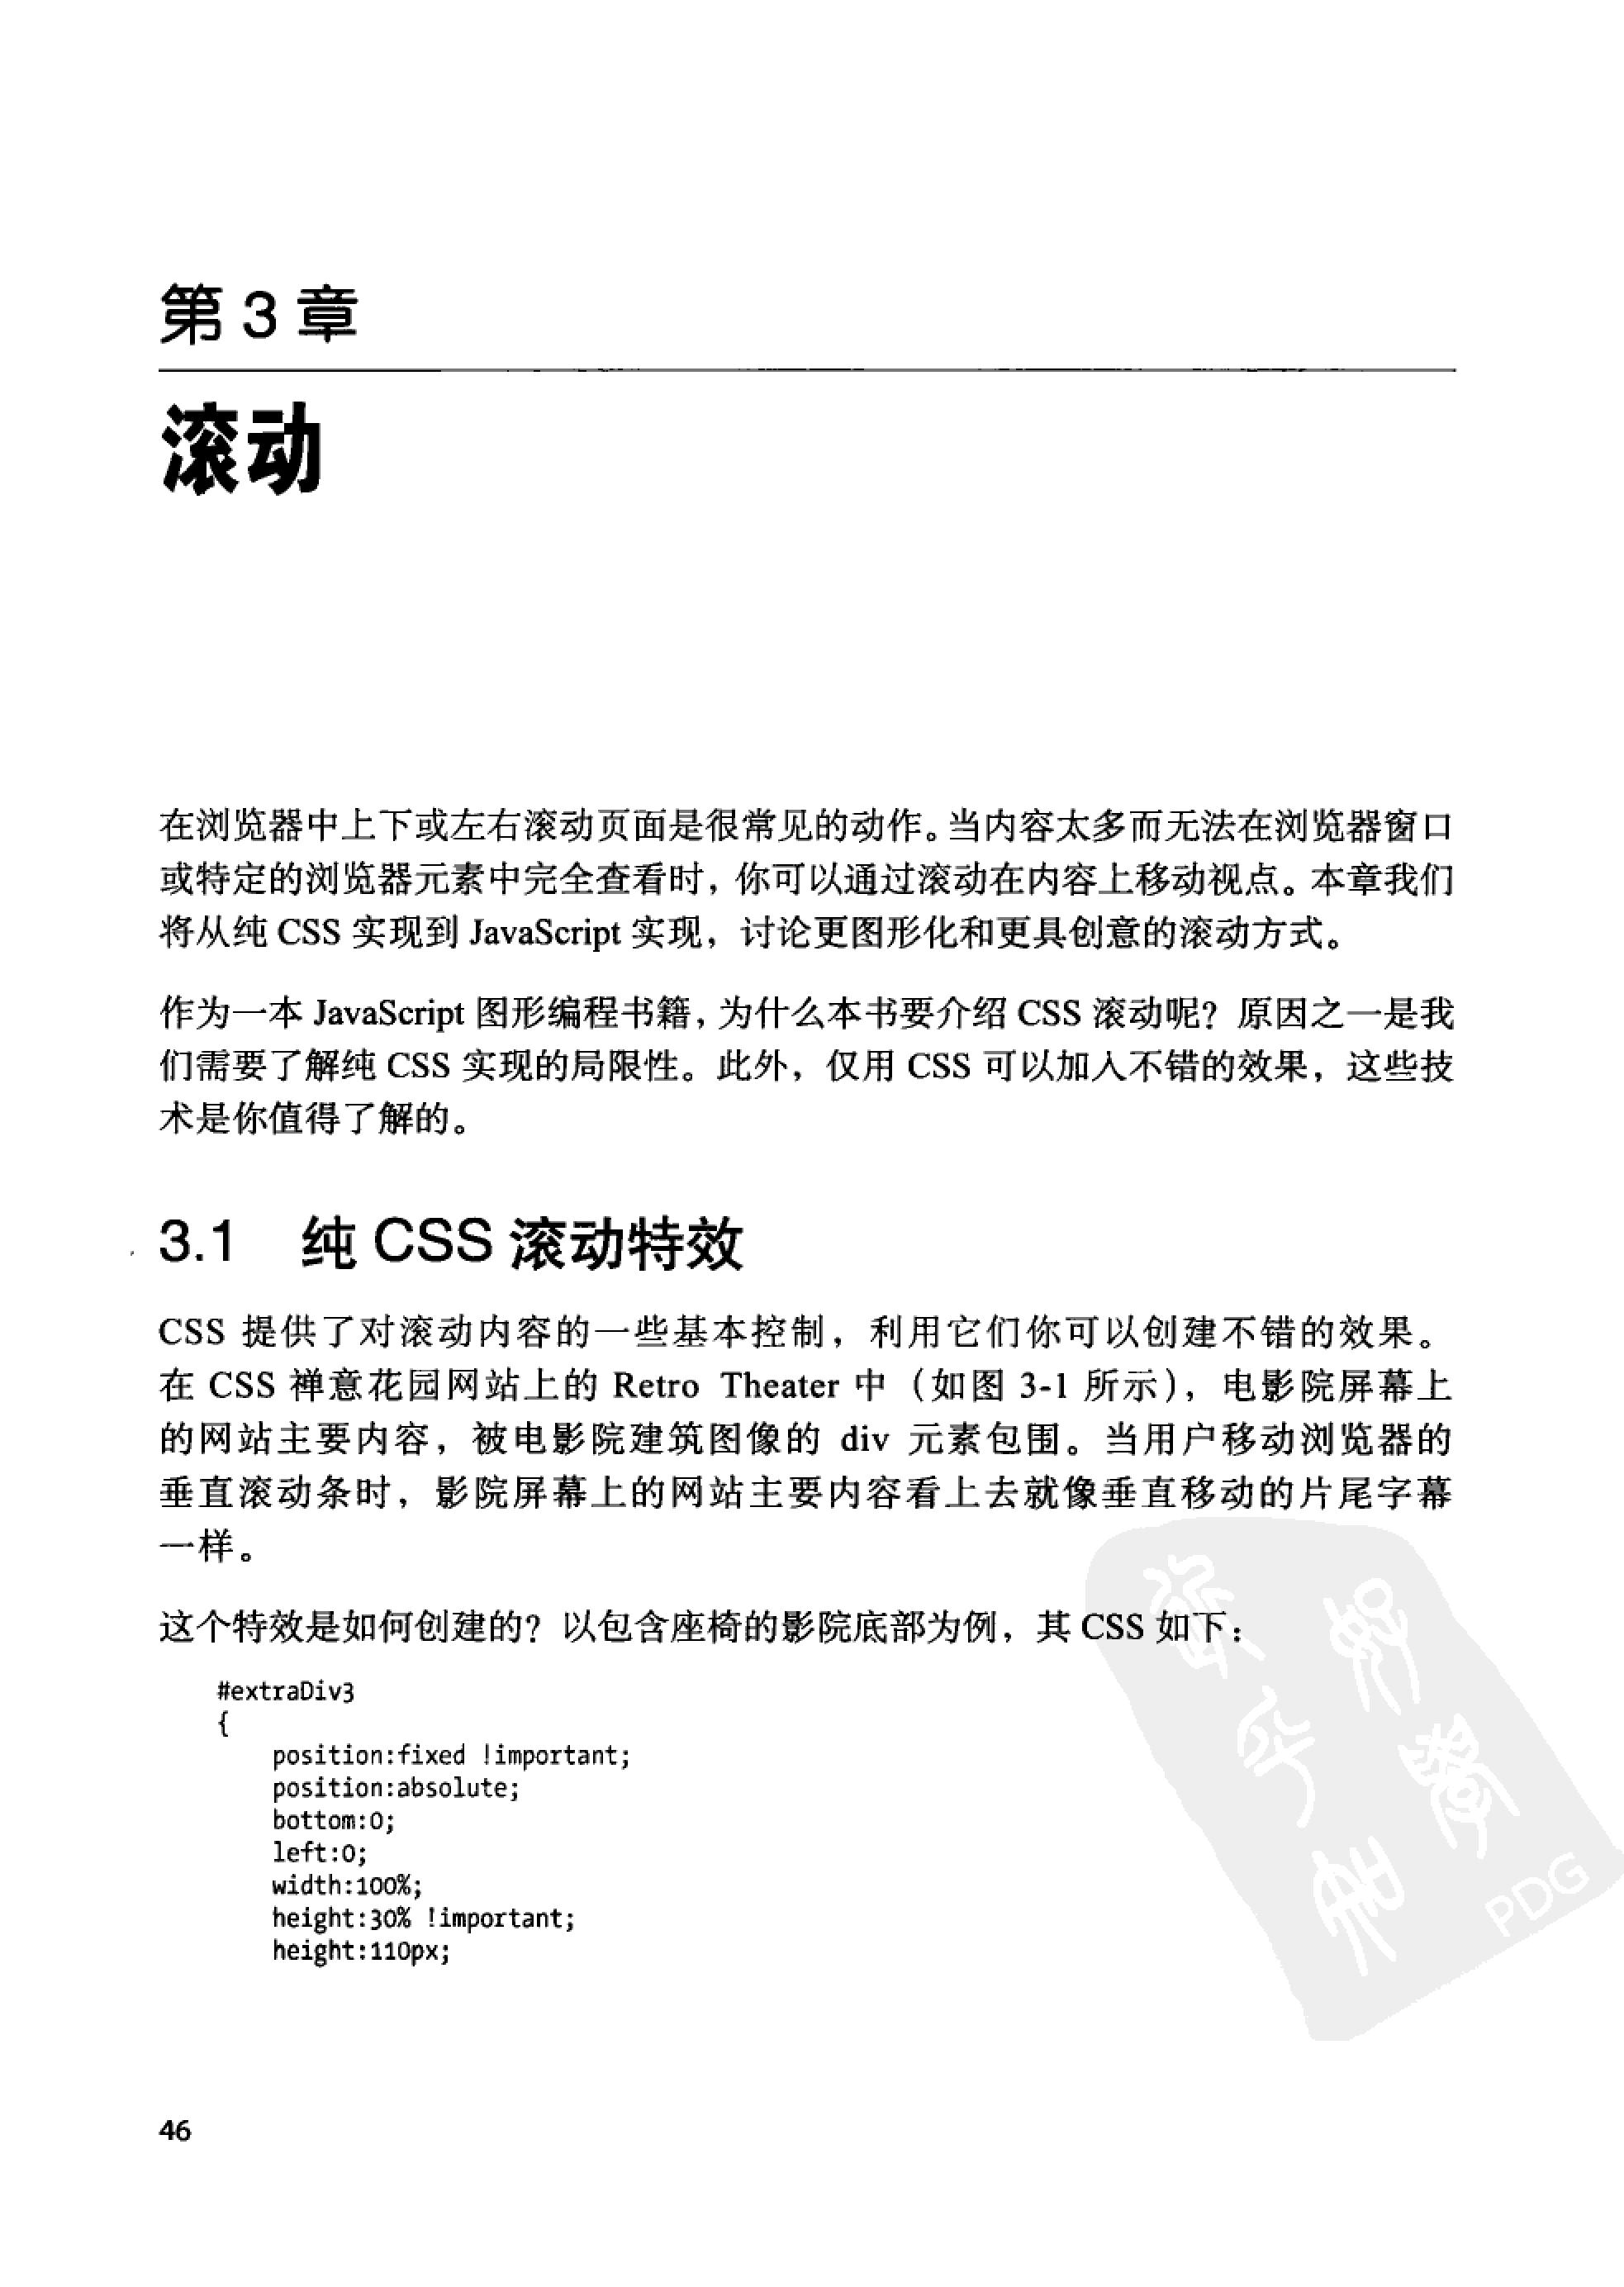 第3章
滚动
在浏览器中上下或左右滚动页面是很常见的动作。当内容太多而无法在浏览器窗口
或特定的浏览器元素中完全查看时，你可以通过滚动在内容上移动视点。本章我们
将从纯 CSS 实现到 JavaScript 实现，讨论更图形化和更具创意的滚动方式。
作为一本 JavaScript 图形编程书籍，为什么本书要介绍 CSS 滚动呢？原因之一是我
们需要了解纯 CSS 实现的局限性。此外，仅用 CSS 可以加入不错的效果，这些技
术是你值得了解的。
3.1 纯 CSS 滚动特效
CSS 提供了对滚动内容的一些基本控制，利用它们你可以创建不错的效果。
在 CSS 禅意花园网站上的 Retro Theater 中（如图 3-1 所示），电影院屏幕上
的网站主要内容，被电影院建筑图像的 div 元素包围。当用户移动浏览器的
垂直滚动条时，影院屏幕上的网站主要内容看上去就像垂直移动的片尾字幕
一样。
这个特效是如何创建的？以包含座椅的影院底部为例，其 CSS 如下：
#extraDiv3
{
position:fixed !important;
position:absolute;
bottom:0;
left:0;
width:100%;
height:30% !important;
height:110px;
PDG
46